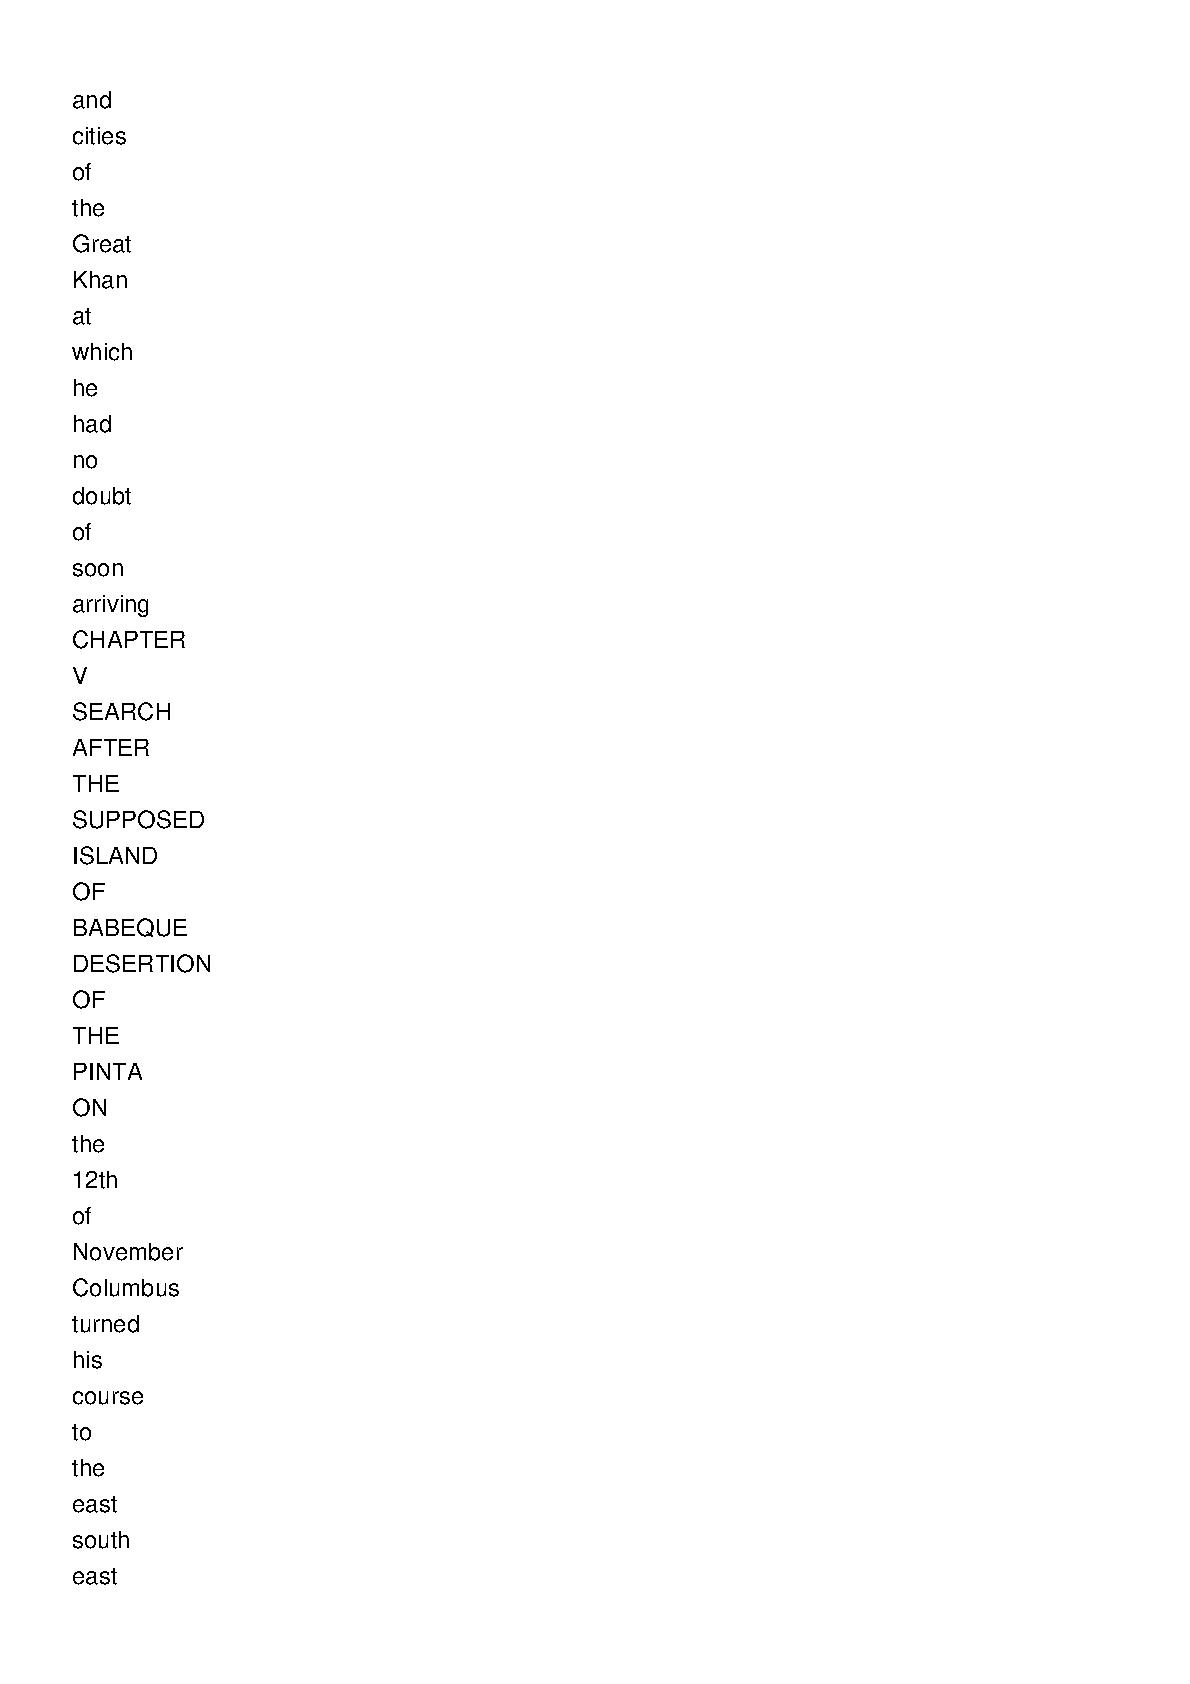 and
cities
of
the
Great
Khan
at
which
he
had
no
doubt
of
soon
arriving
CHAPTER
V
SEARCH
AFTER
THE
SUPPOSED
ISLAND
OF
BABEQUE
DESERTION
OF
THE
PINTA
ON
the
12th
of
November
Columbus
turned
his
course
to
the
east
south
east